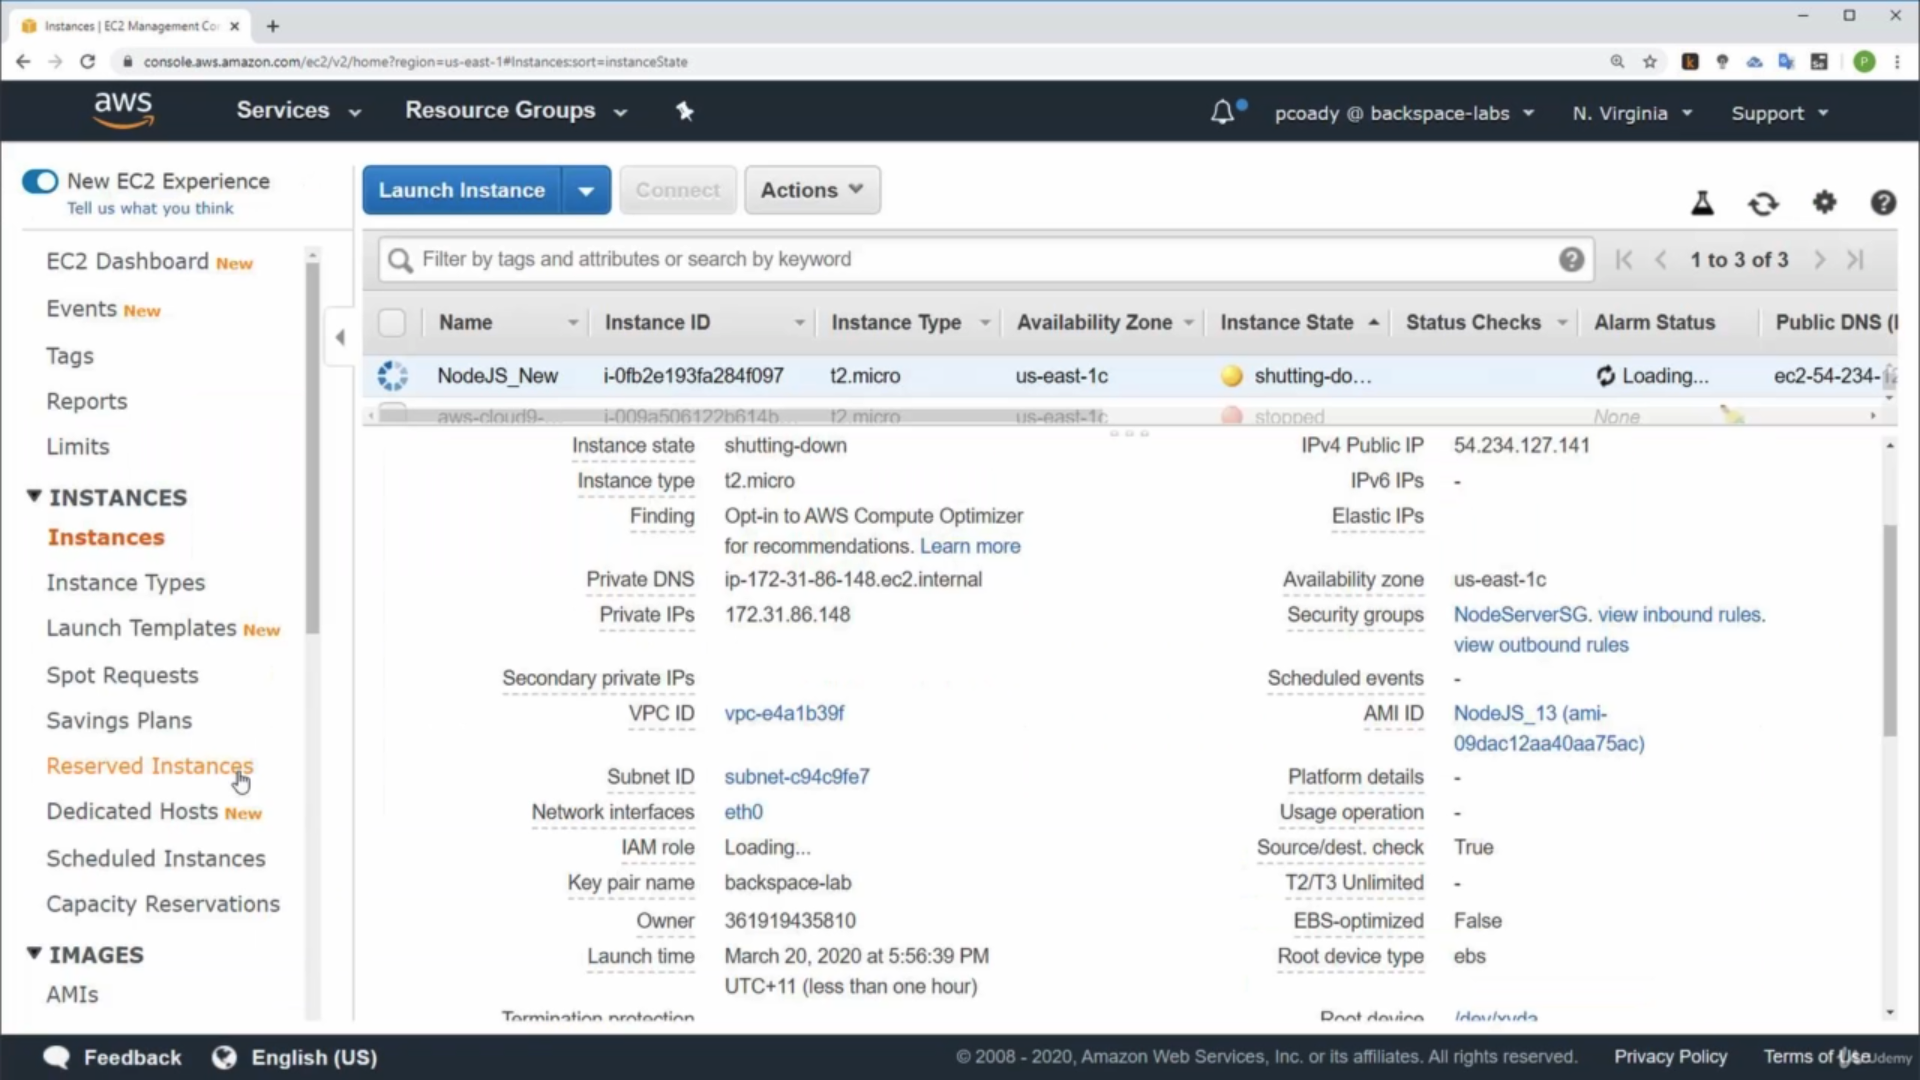 Instances | EC2 Management Co
console.aws.amazon.com/ec2/v2/home?region=us-east-1#Instances:sort=instanceState
aws
Services
Resource Groups
pcoady @ backspace-labs
N. Virginia
Support
New EC2 Experience
Tell us what you think
EC2 Dashboard New
Events New
Tags
Reports
Limits
INSTANCES
Instances
Instance Types
Launch Templates New
Spot Requests
Savings Plans
Reserved Instances
Dedicated Hosts New
Scheduled Instances
Capacity Reservations
IMAGES
AMIs
Launch Instance
Connect
Actions
Filter by tags and attributes or search by keyword
1 to 3 of 3
Name Instance ID Instance Type Availability Zone Instance State Status Checks Alarm Status Public DNS (I
NodeJS_New i-0fb2e193fa284f097 t2.micro us-east-1c shutting-do... Loading... ec2-54-234-
aws-cloud9-... i-009a506122b614b... t2.micro us-east-1c stopped None
Instance state shutting-down
Instance type t2.micro
Finding Opt-in to AWS Compute Optimizer
for recommendations. Learn more
Private DNS ip-172-31-86-148.ec2.internal
Private IPs 172.31.86.148
Secondary private IPs
VPC ID vpc-e4a1b39f
Subnet ID subnet-c94c9fe7
Network interfaces eth0
IAM role Loading...
Key pair name backspace-lab
Owner 361919435810
Launch time March 20, 2020 at 5:56:39 PM
UTC+11 (less than one hour)
Termination protection
IPv4 Public IP 54.234.127.141
IPv6 IPs -
Elastic IPs
Availability zone us-east-1c
Security groups NodeServerSG. view inbound rules.
view outbound rules
Scheduled events -
AMI ID NodeJS_13 (ami-
09dac12aa40aa75ac)
Platform details -
Usage operation -
Source/dest. check True
T2/T3 Unlimited -
EBS-optimized False
Root device type ebs
Root device /dev/xvda
Feedback
English (US)
© 2008 - 2020, Amazon Web Services, Inc. or its affiliates. All rights reserved.
Privacy Policy
Terms of Use
Udemy